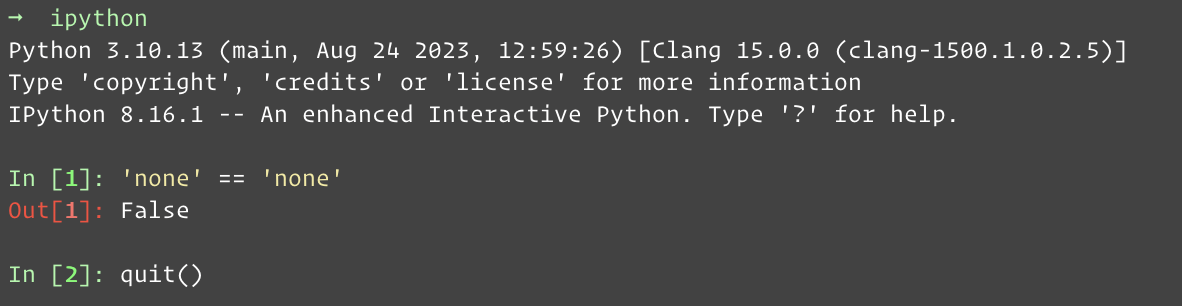 → ipython
Python 3.10.13 (main, Aug 24 2023, 12:59:26) [Clang 15.0.0 (clang-1500.1.0.2.5)]
Type 'copyright', 'credits' or 'license' for more information
IPython 8.16.1 -- An enhanced Interactive Python. Type '?' for help.
In [1]: 'none' == 'none'
Out[1]: False
In [2]: quit()